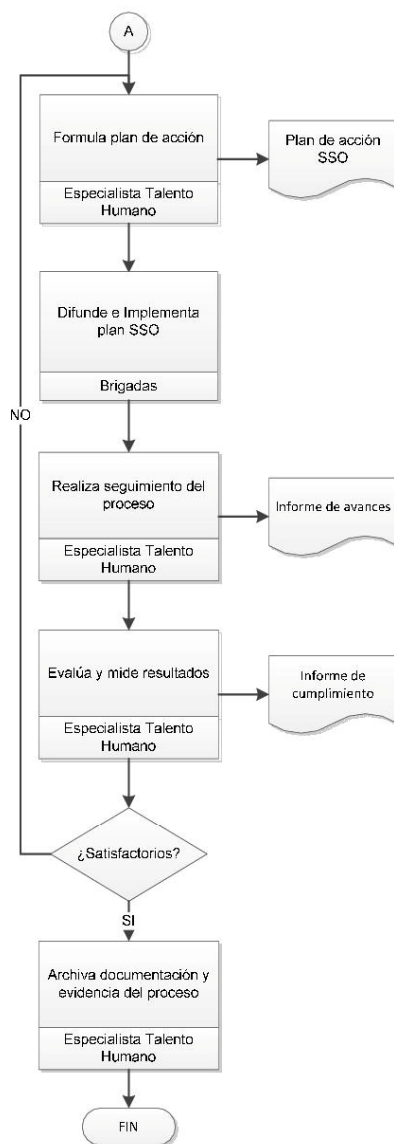 A
Formula plan de acción
Especialista Talento
Humano
Plan de acción
SSO
Difunde e Implementa
plan SSO
Brigadas
NO
Realiza seguimiento del
proceso
Especialista Talento
Humano
Informe de avances
Evalúa y mide resultados
Especialista Talento
Humano
Informe de
cumplimiento
¿Satisfactorios?
SI
Archiva documentación y
evidencia del proceso
Especialista Talento
Humano
FIN